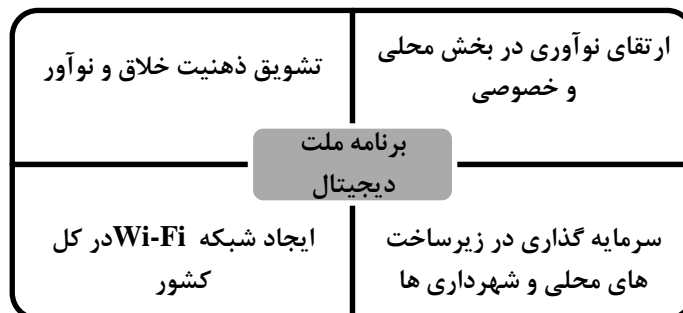 ارتقای نوآوری در بخش محلی
و خصوصی
تشویق ذهنیت خلاق و نوآور
برنامه ملت
دیجیتال
سرمایه گذاری در زیرساخت
های محلی و شهرداری ها
ایجاد شبکه Wi-Fiدر کل
کشور